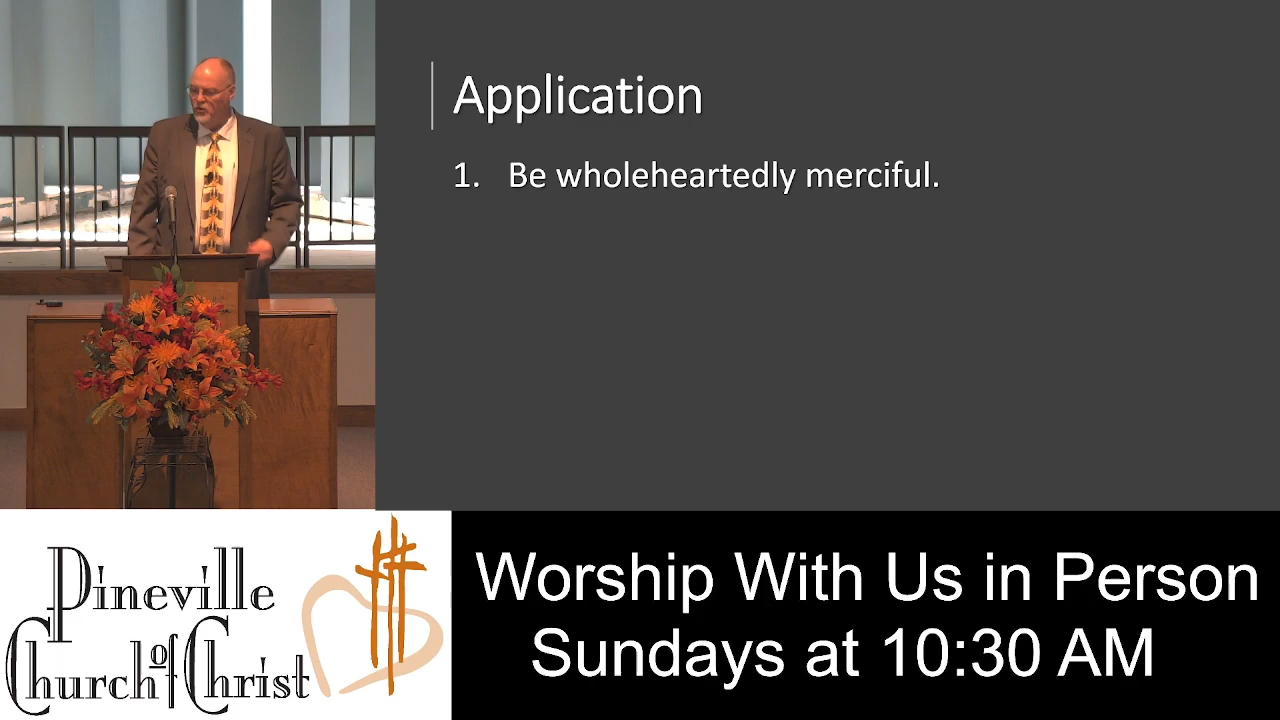 Application
1. Be wholeheartedly merciful.
Pineville
Church of Christ
Worship With Us in Person
Sundays at 10:30 AM